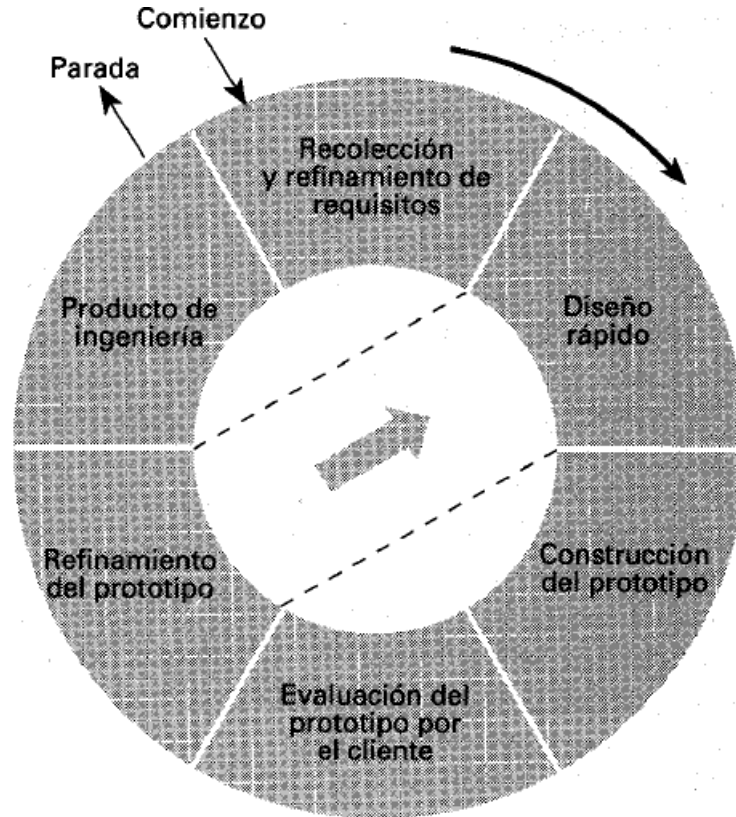 Comienzo
Parada
Recolección
y refinamiento de
requisitos
Diseño
rápido
Construcción
del prototipo
Evaluación del
prototipo por
el cliente
Refinamiento
del prototipo
Producto de
ingeniería